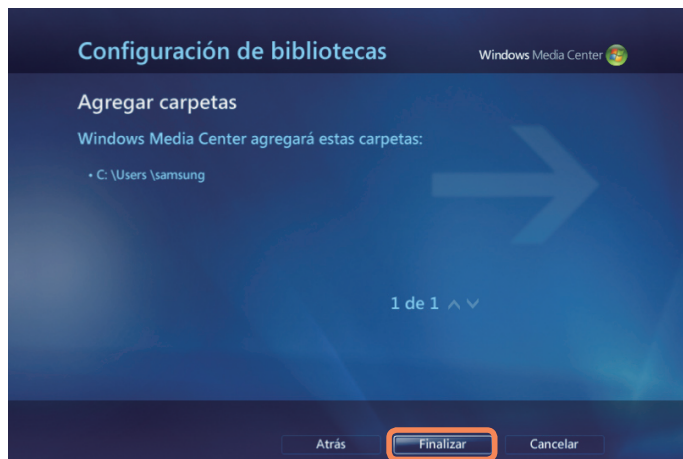 Configuración de bibliotecas
Windows Media Center
Agregar carpetas
Windows Media Center agregará estas carpetas:
• C: \Users \samsung
1 de 1
Atrás Finalizar Cancelar